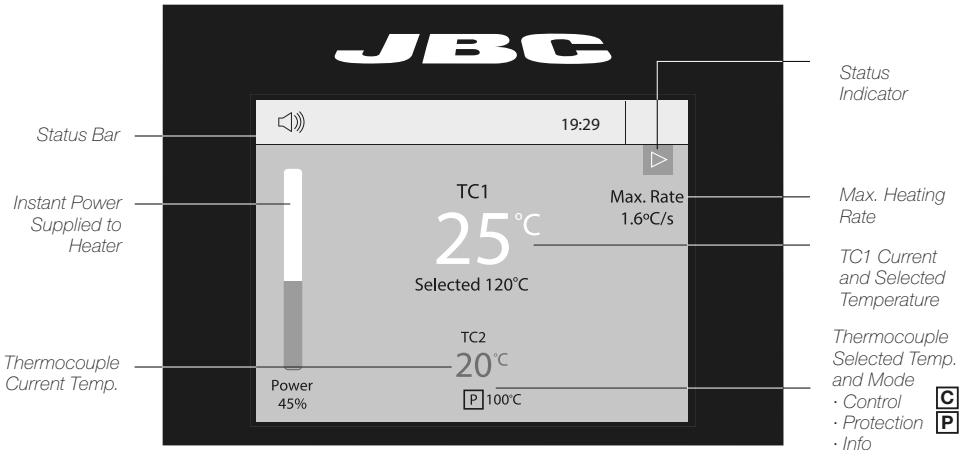 JBC
Status
Indicator
19:29
Status Bar
Instant Power
Supplied to
Heater
TC1
25°C
Selected 120°C
Max. Rate
1.6ºC/s
Max. Heating
Rate
TC1 Current
and Selected
Temperature
Thermocouple
Current Temp.
TC2
20°C
P 100°C
Power
45%
Thermocouple
Selected Temp.
and Mode
· Control C
· Protection P
· Info